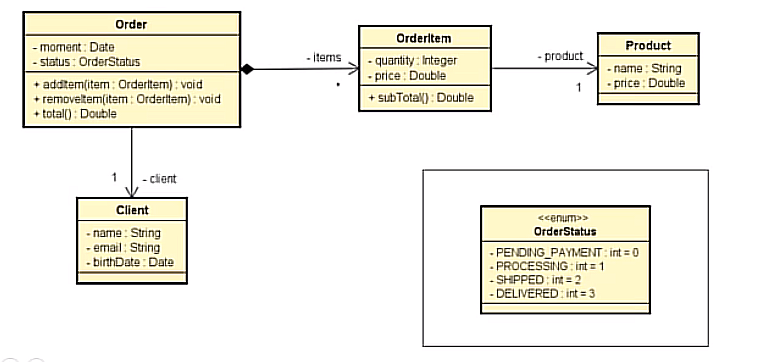 Order
- moment : Date
- status : OrderStatus
+ addItem(item : OrderItem) : void
+ removeItem(item : OrderItem) : void
+ total() : Double
- items
*
OrderItem
- quantity : Integer
- price : Double
+ subTotal() : Double
- product
1
Product
- name : String
- price : Double
1
- client
Client
- name : String
- email : String
- birthDate : Date
<<enum>>
OrderStatus
- PENDING_PAYMENT : int = 0
- PROCESSING : int = 1
- SHIPPED : int = 2
- DELIVERED : int = 3